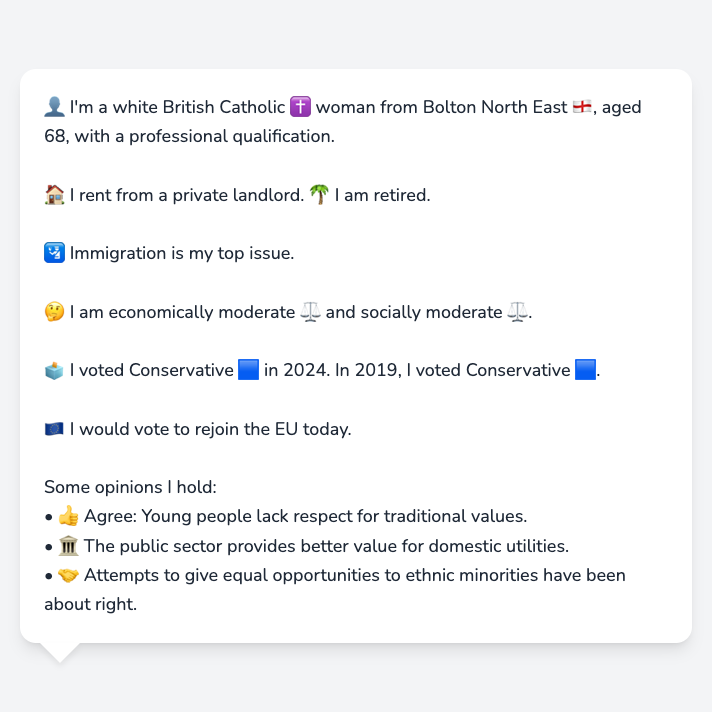 👤 I'm a white British Catholic ✝️ woman from Bolton North East 🏴󠁧󠁢󠁥󠁮󠁧󠁿, aged
68, with a professional qualification.
🏠 I rent from a private landlord. 🌴 I am retired.
🛂 Immigration is my top issue.
🤔 I am economically moderate ⚖️ and socially moderate ⚖️.
🗳️ I voted Conservative 🟦 in 2024. In 2019, I voted Conservative 🟦.
🇪🇺 I would vote to rejoin the EU today.
Some opinions I hold:
• 👍 Agree: Young people lack respect for traditional values.
• 🏛️ The public sector provides better value for domestic utilities.
• 🤝 Attempts to give equal opportunities to ethnic minorities have been
about right.